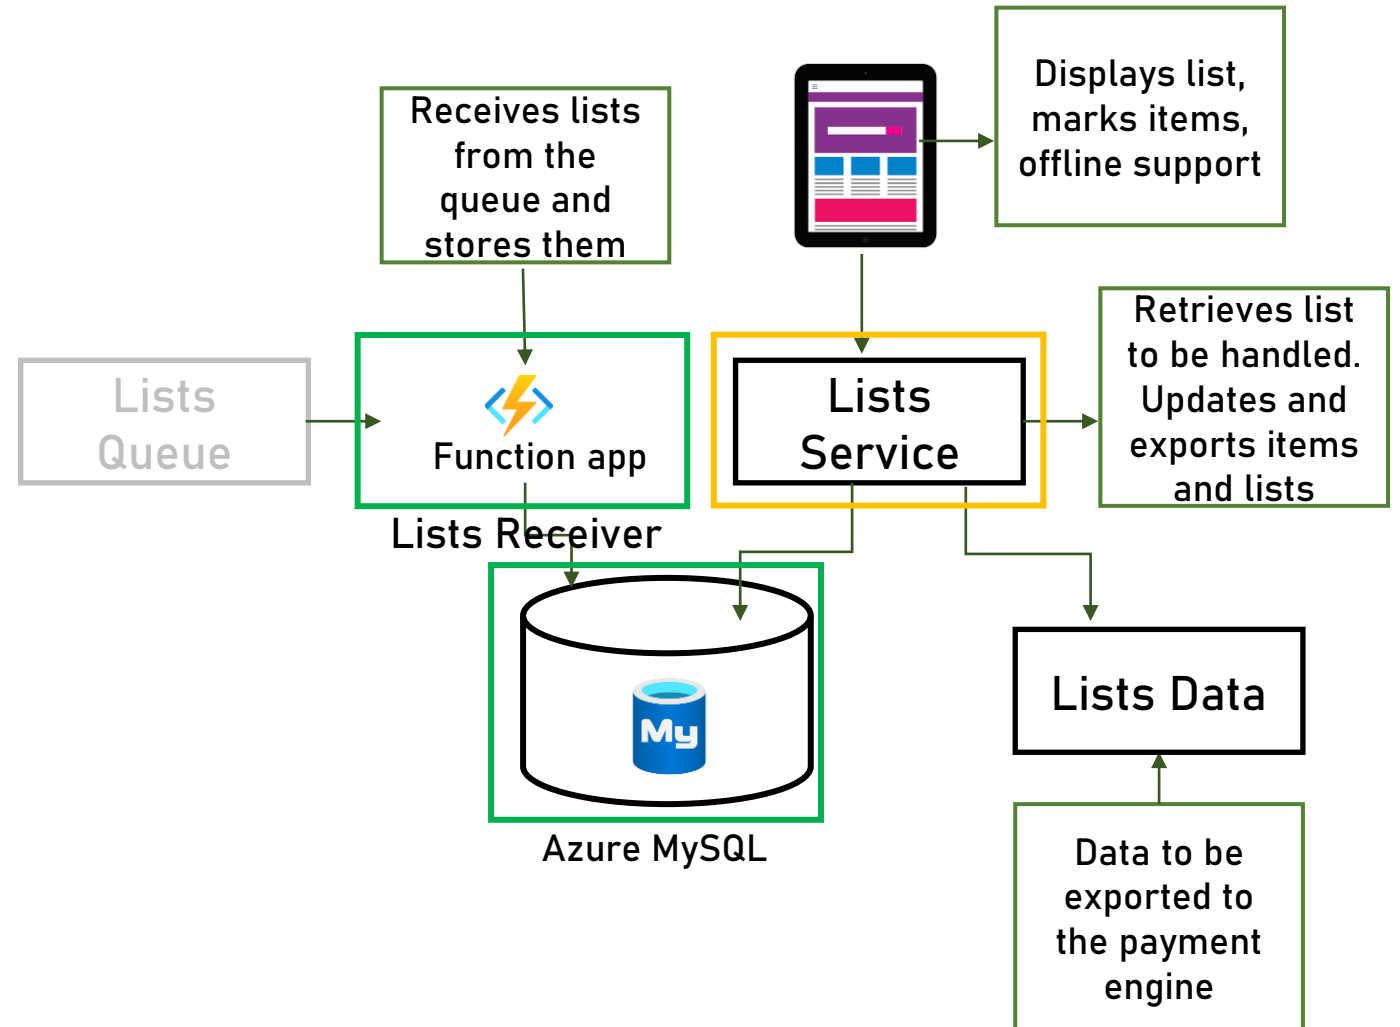 Displays list,
marks items,
offline support
Receives lists
from the
queue and
stores them
Retrieves list
to be handled.
Updates and
exports items
and lists
Lists
Queue
Function app
Lists Receiver
Lists
Service
My
Azure MySQL
Lists Data
Data to be
exported to
the payment
engine